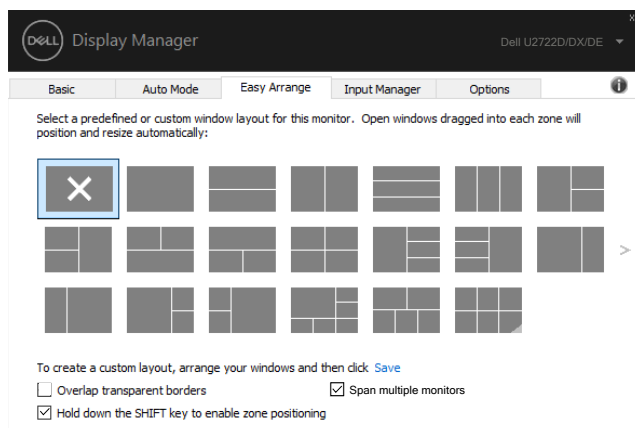 DELL Display Manager
Dell U2722D/DX/DE
Basic Auto Mode Easy Arrange Input Manager Options
Select a predefined or custom window layout for this monitor. Open windows dragged into each zone will
position and resize automatically:
To create a custom layout, arrange your windows and then click Save
Overlap transparent borders
Span multiple monitors
Hold down the SHIFT key to enable zone positioning